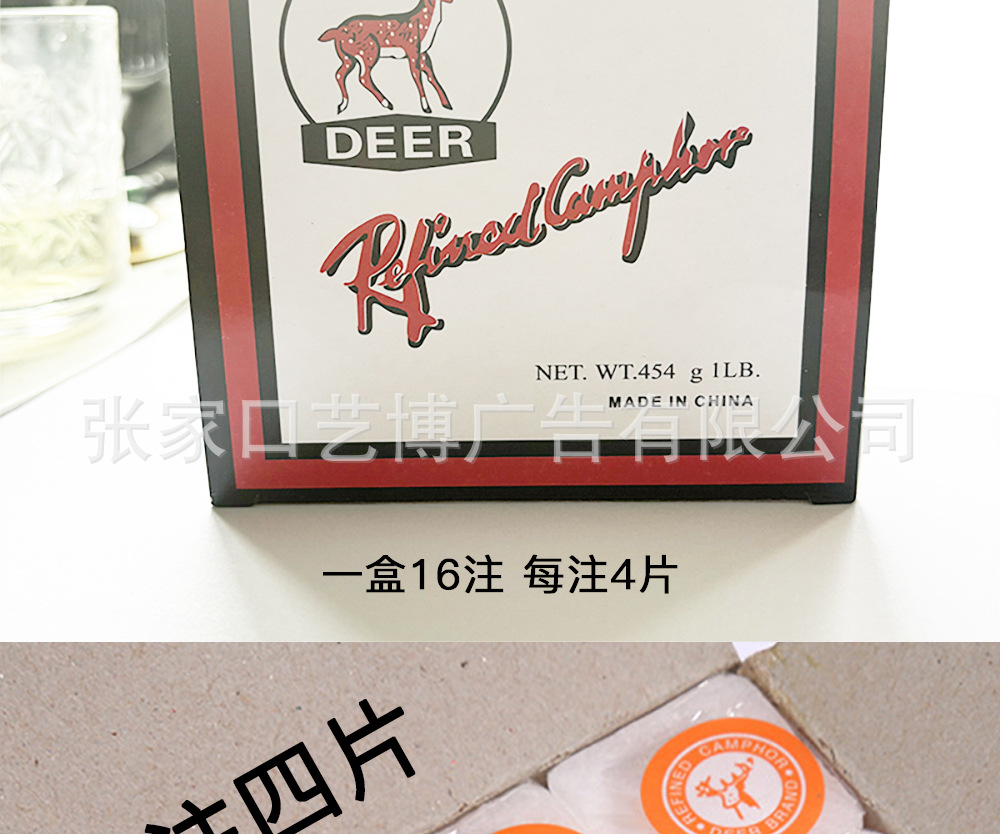 DEER
Refined Camphor
NET. WT.454 g 1LB.
MADE IN CHINA
张家口艺博广告有限公司
一盒16注 每注4片
注四片
REFINED CAMPHOR
DEER BRAND